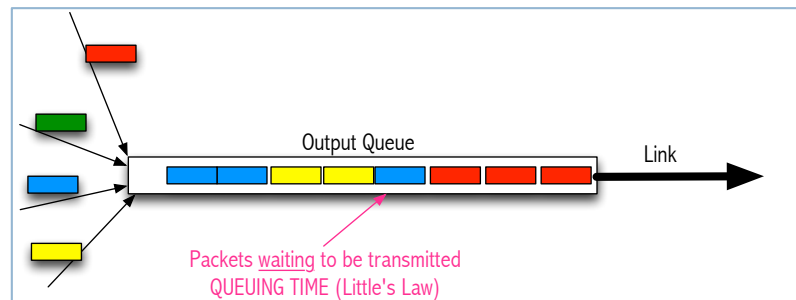 Output Queue
Link
Packets waiting to be transmitted
QUEUING TIME (Little's Law)